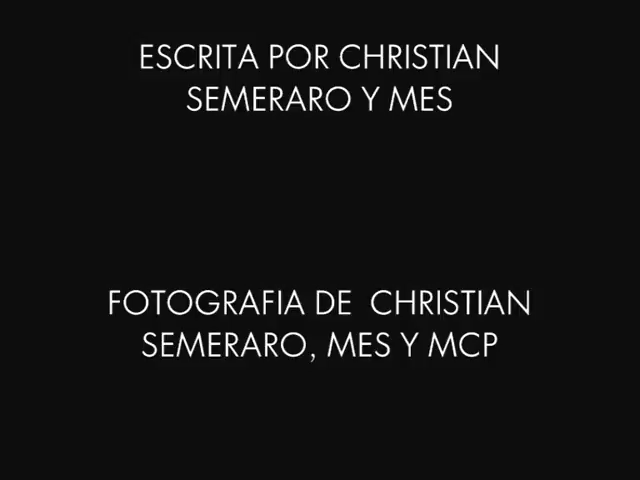 ESCRITA POR CHRISTIAN
SEMERARO Y MES
FOTOGRAFIA DE CHRISTIAN
SEMERARO, MES Y MCP